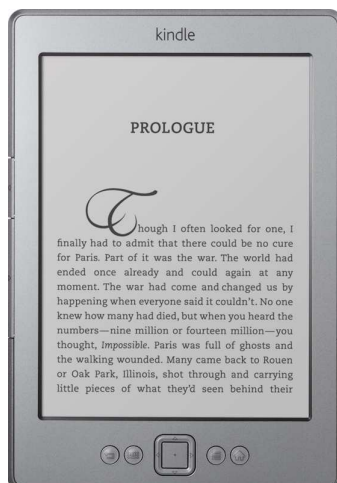 kindle
PROLOGUE
Though I often looked for one, I
finally had to admit that there could be no cure
for Paris. Part of it was the war. The world had
ended once already and could again at any
moment. The war had come and changed us by
happening when everyone said it couldn't. No one
knew how many had died, but when you heard the
numbers—nine million or fourteen million—you
thought, Impossible. Paris was full of ghosts and
the walking wounded. Many came back to Rouen
or Oak Park, Illinois, shot through and carrying
little pieces of what they'd seen behind their